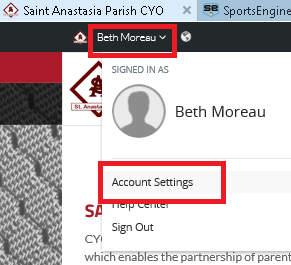 Saint Anastasia Parish CYO
SportsEngine
Beth Moreau
SIGNED IN AS
Beth Moreau
St. Anastasia
Account Settings
Help Center
Sign Out
SA
CYO
which enables the partnership of parent